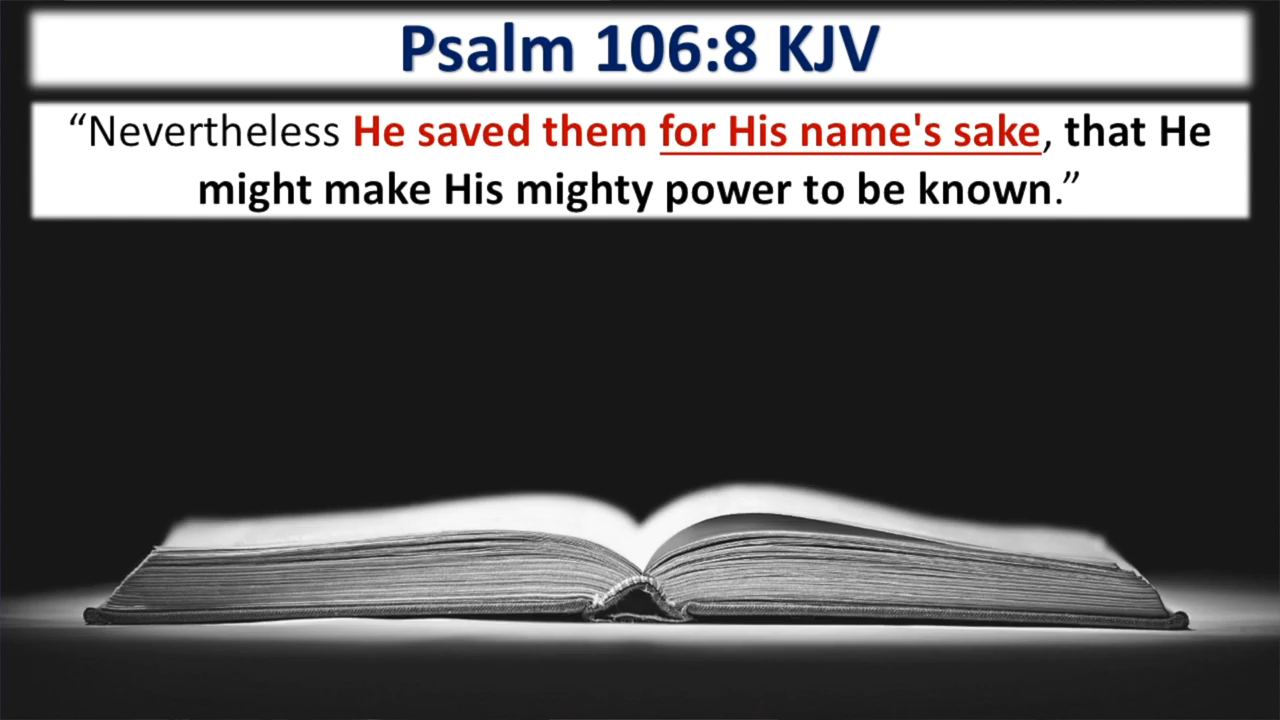 Psalm 106:8 KJV
“Nevertheless He saved them for His name's sake, that He
might make His mighty power to be known.”